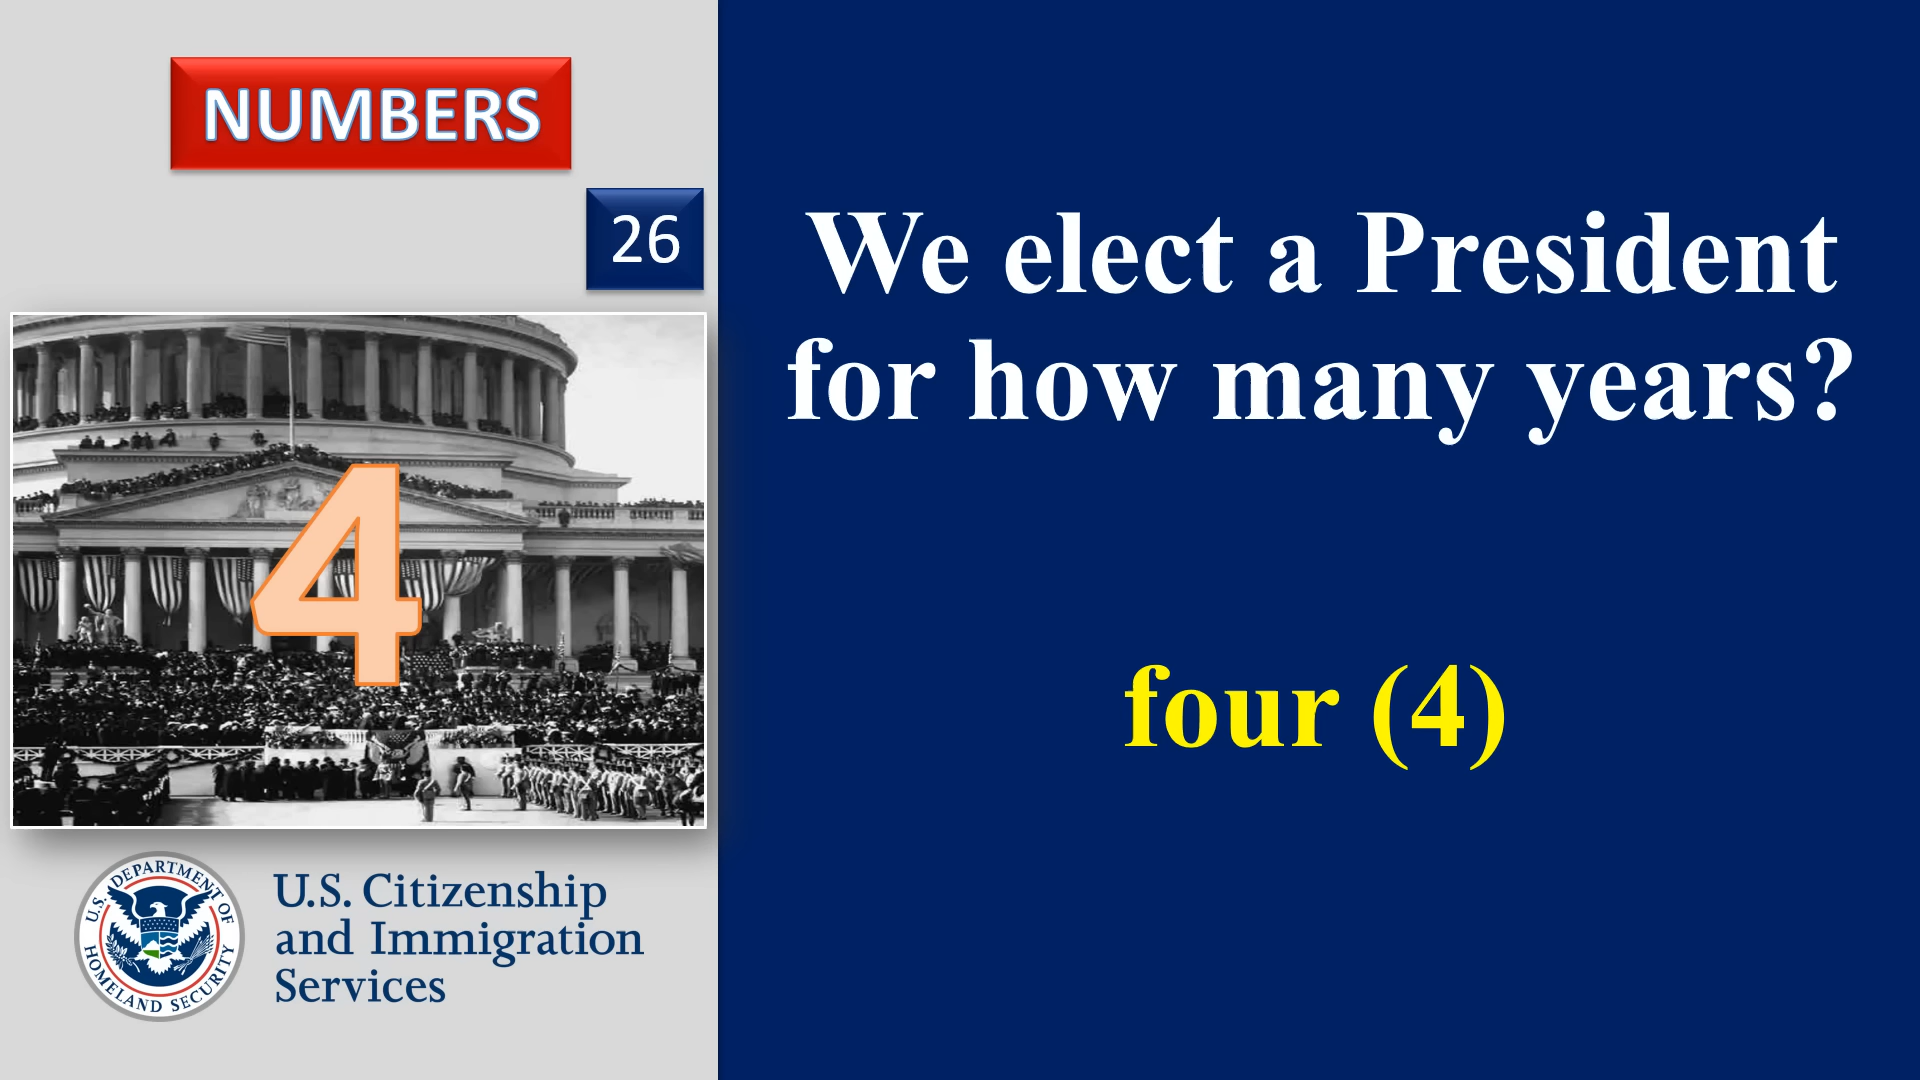 NUMBERS
26
4
We elect a President
for how many years?
four (4)
U.S. DEPARTMENT OF
HOMELAND SECURITY
U.S. Citizenship
and Immigration
Services